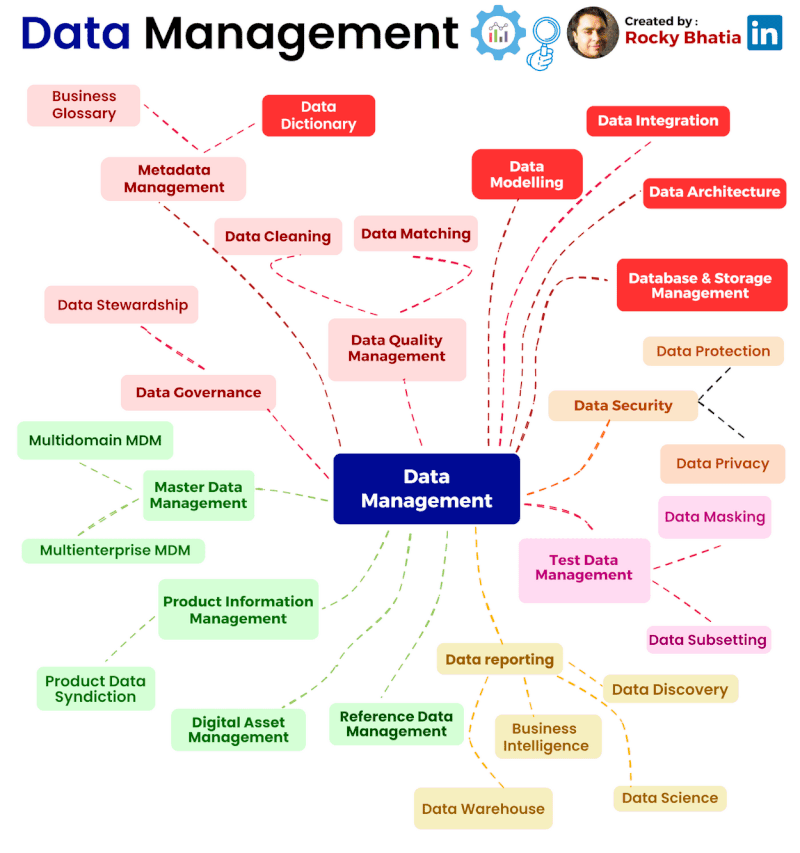 Data Management
Created by :
Rocky Bhatia
in
Business
Glossary
Data
Dictionary
Data Integration
Metadata
Management
Data
Modelling
Data Architecture
Data Cleaning
Data Matching
Database & Storage
Management
Data Stewardship
Data Quality
Management
Data Protection
Data Governance
Data Security
Multidomain MDM
Data Privacy
Data
Management
Master Data
Management
Data Masking
Multienterprise MDM
Test Data
Management
Product Information
Management
Data Subsetting
Data reporting
Product Data
Syndiction
Data Discovery
Digital Asset
Management
Reference Data
Management
Business
Intelligence
Data Warehouse
Data Science